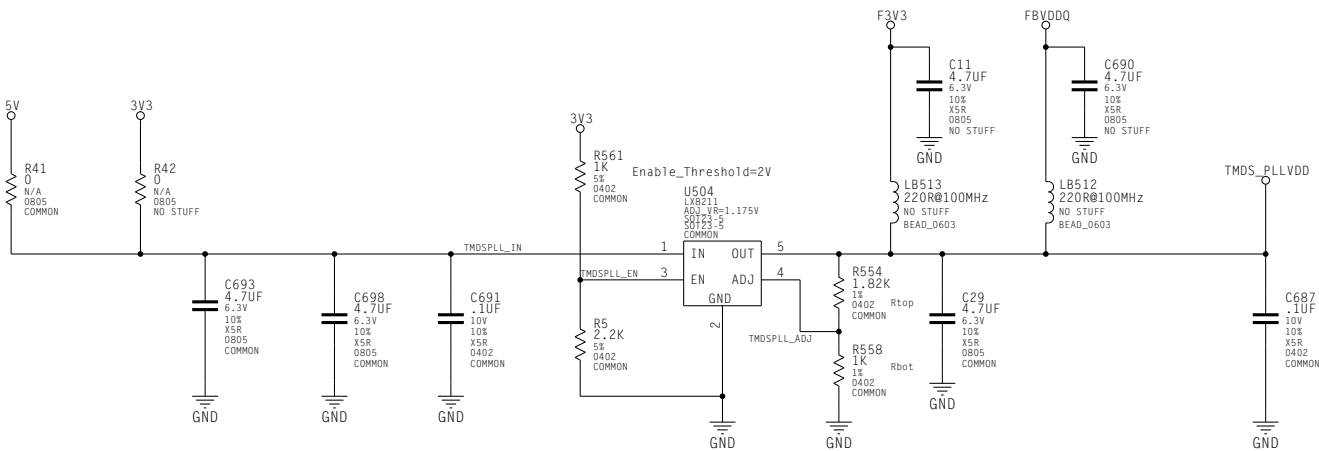 F3V3
FBVDDQ
C11
4.7UF
6.3V
10%
X5R
0805
NO STUFF
GND
C690
4.7UF
6.3V
10%
X5R
0805
NO STUFF
GND
5V
3V3
3V3
R41
0
N/A
0805
COMMON
R42
0
N/A
0805
NO STUFF
R561
1K
5%
0402
COMMON
Enable_Threshold=2V
U504
LX8211
ADJ_VR=1.175V
SOT23-5
SOT23-5
COMMON
LB513
220R@100MHz
NO STUFF
BEAD_0603
LB512
220R@100MHz
NO STUFF
BEAD_0603
TMDS_PLLVDD
TMDSPLL_IN
1
IN
OUT
5
TMDSPLL_EN
3
EN
ADJ
4
GND
2
C693
4.7UF
6.3V
10%
X5R
0805
COMMON
GND
C698
4.7UF
6.3V
10%
X5R
0805
COMMON
GND
C691
.1UF
10V
10%
X5R
0402
COMMON
GND
R5
2.2K
5%
0402
COMMON
GND
TMDSPLL_ADJ
R554
1.82K
1%
0402
COMMON
Rtop
R558
1K
1%
0402
COMMON
Rbot
GND
C29
4.7UF
6.3V
10%
X5R
0805
COMMON
GND
C687
.1UF
10V
10%
X5R
0402
COMMON
GND